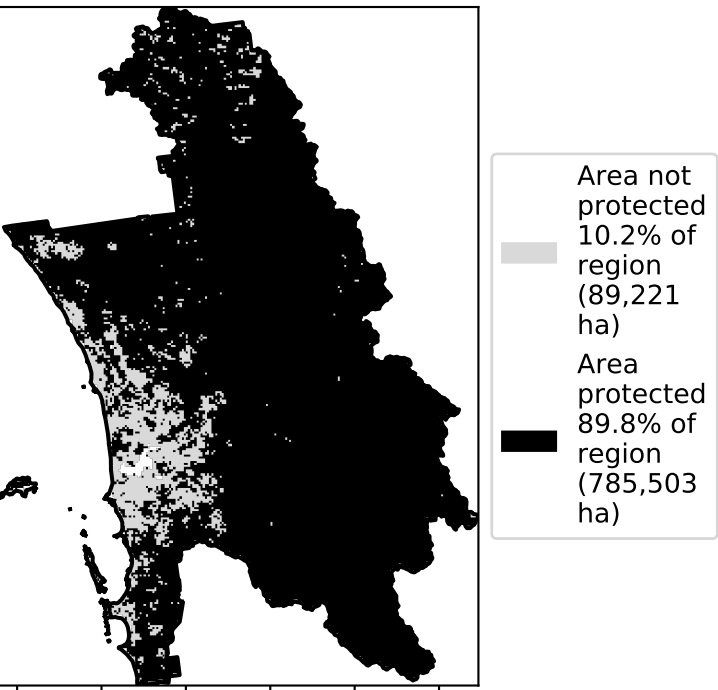 Area not
protected
10.2% of
region
(89,221
ha)
Area
protected
89.8% of
region
(785,503
ha)